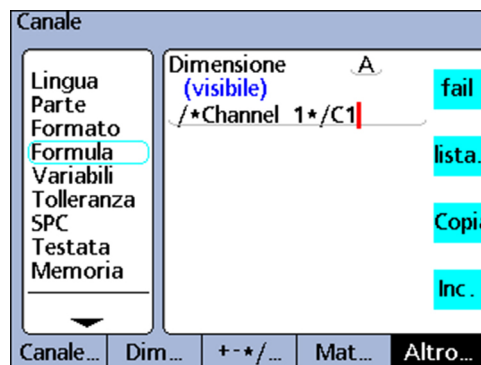 Canale
Lingua
Parte
Formato
Formula
Variabili
Tolleranza
SPC
Testata
Memoria
Dimensione A
(visibile)
/*Channel 1*/C1
fail
lista.
Copi
Inc.
Canale... Dim... +-*/... Mat... Altro...